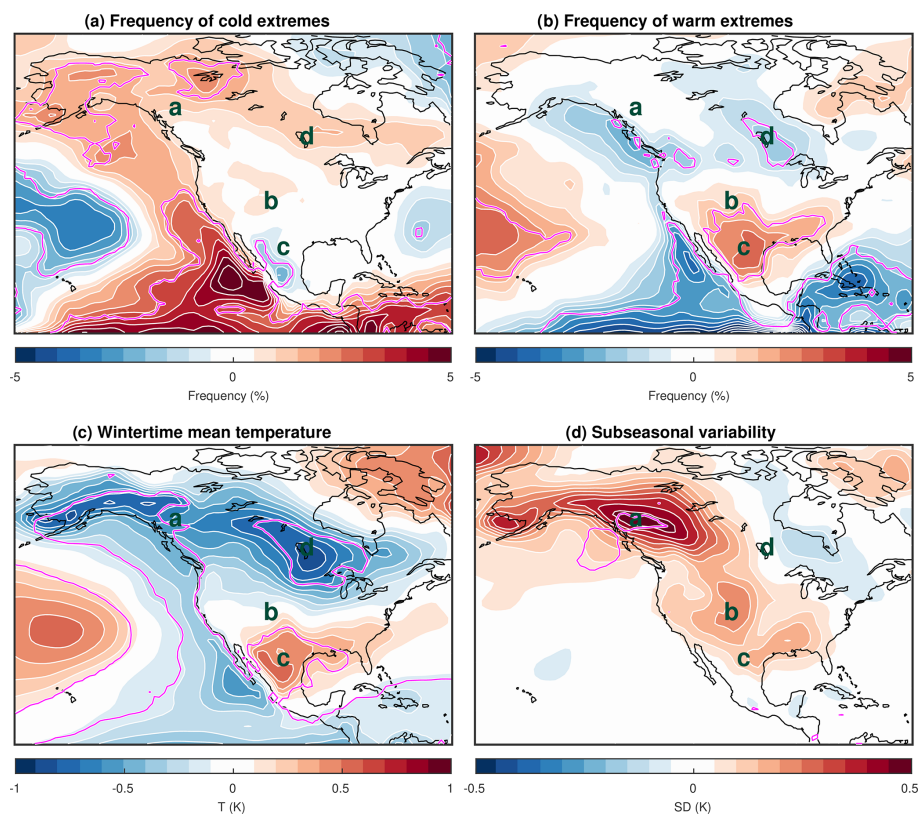 (a) Frequency of cold extremes
(b) Frequency of warm extremes
a
d
b
c
a
d
b
c
-5 0 5
Frequency (%)
-5 0 5
Frequency (%)
(c) Wintertime mean temperature
(d) Subseasonal variability
a
d
b
c
a
d
b
c
-1 -0.5 0 0.5 1
T (K)
-0.5 0 0.5
SD (K)